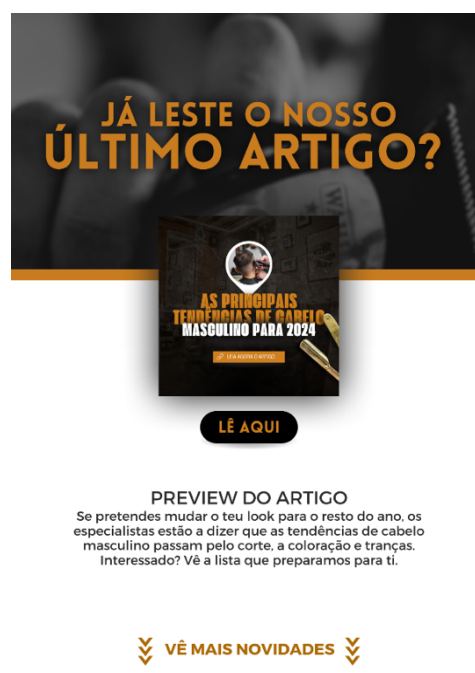 JÁ LESTE O NOSSO
ÚLTIMO ARTIGO?
AS PRINCIPAIS
TENDÊNCIAS DE CABELO
MASCULINO PARA 2024
LEIA AGORA O ARTIGO
LÊ AQUI
PREVIEW DO ARTIGO
Se pretendes mudar o teu look para o resto do ano, os
especialistas estão a dizer que as tendências de cabelo
masculino passam pelo corte, a coloração e tranças.
Interessado? Vê a lista que preparamos para ti.
VÊ MAIS NOVIDADES